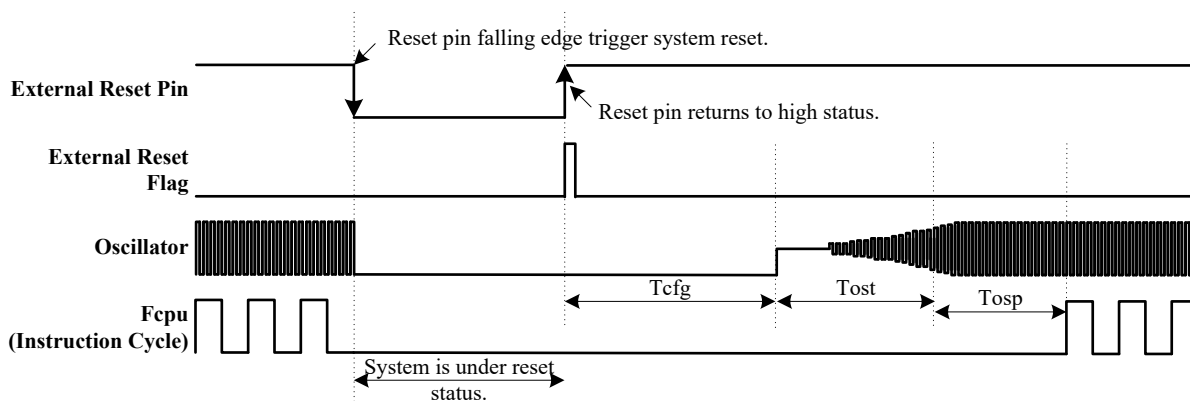 Reset pin falling edge trigger system reset.
External Reset Pin
Reset pin returns to high status.
External Reset
Flag
Oscillator
Tcfg
Tost
Tosp
Fcpu
(Instruction Cycle)
System is under reset
status.